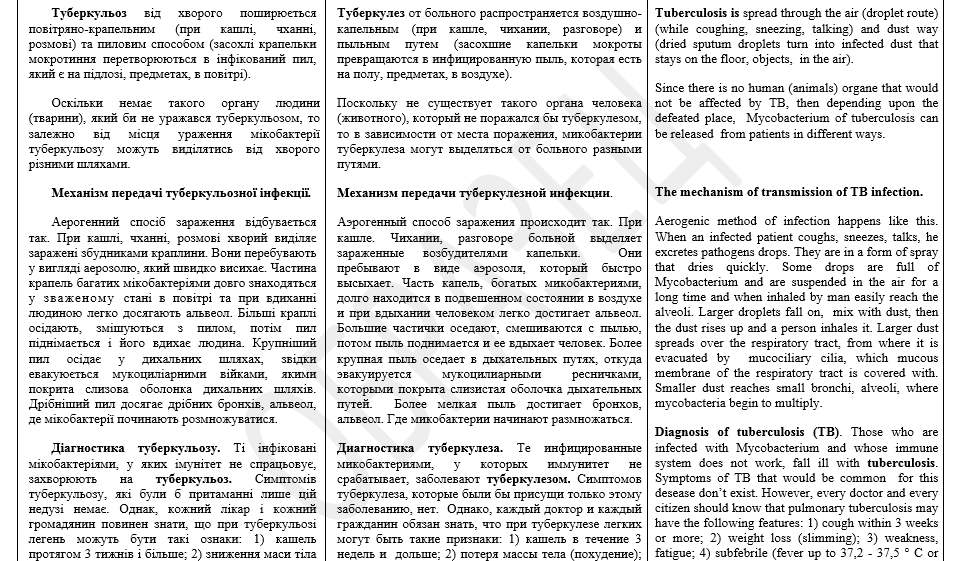 Туберкульоз від хворого поширюється
повітряно-крапельним (при кашлі, чханні,
розмові) та пиловим способом (засохлі крапельки
мокротиння перетворюються в інфікований пил,
який є на підлозі, предметах, в повітрі).
Оскільки немає такого органу людини
(тварини), який би не уражався туберкульозом, то
залежно від місця ураження мікобактерії
туберкульозу можуть виділятись від хворого
різними шляхами.
Механізм передачі туберкульозної інфекції.
Аерогенний спосіб зараження відбувається
так. При кашлі, чханні, розмові хворий виділяє
заражені збудниками краплини. Вони перебувають
у вигляді аерозолю, який швидко висихає. Частина
крапель багатих мікобактеріями довго знаходяться
у зваженому стані в повітрі та при вдиханні
людиною легко досягають альвеол. Більші краплі
осідають, змішуються з пилом, потім пил
піднімається і його вдихає людина. Крупніший
пил осідає у дихальних шляхах, звідки
евакуюється мукоциліарними війками, якими
покрита слизова оболонка дихальних шляхів.
Дрібніший пил досягає дрібних бронхів, альвеол,
де мікобактерії починають розмножуватися.
Діагностика туберкульозу. Ті інфіковані
мікобактеріями, у яких імунітет не спрацьовує,
захворюють на туберкульоз. Симптомів
туберкульозу, які були б притаманні лише цій
недузі немає. Однак, кожний лікар і кожний
громадянин повинен знати, що при туберкульозі
легень можуть бути такі ознаки: 1) кашель
протягом 3 тижнів і більше; 2) зниження маси тіла
Туберкулез от больного распространяется воздушно-
капельным (при кашле, чихании, разговоре) и
пыльным путем (засохшие капельки мокроты
превращаются в инфицированную пыль, которая есть
на полу, предметах, в воздухе).
Поскольку не существует такого органа человека
(животного), который не поражался бы туберкулезом,
то в зависимости от места поражения, микобактерии
туберкулеза могут выделяться от больного разными
путями.
Механизм передачи туберкулезной инфекции.
Аэрогенный способ заражения происходит так. При
кашле. Чихании, разговоре больной выделяет
зараженные возбудителями капельки. Они
пребывают в виде аэрозоля, который быстро
высыхает. Часть капель, богатых микобактериями,
долго находится в подвешенном состоянии в воздухе
и при вдыхании человеком легко достигает альвеол.
Большие частички оседают, смешиваются с пылью,
потом пыль поднимается и ее вдыхает человек. Более
крупная пыль оседает в дыхательных путях, откуда
эвакуируется мукоцилиарными ресничками,
которыми покрыта слизистая оболочка дыхательных
путей. Более мелкая пыль достигает бронхов,
альвеол. Где микобактерии начинают размножаться.
Диагностика туберкулеза. Те инфицированные
микобактериями, у которых иммунитет не
срабатывает, заболевают туберкулезом. Симптомов
туберкулеза, которые были бы присущи только этому
заболеванию, нет. Однако, каждый доктор и каждый
гражданин обязан знать, что при туберкулезе легких
могут быть такие признаки: 1) кашель в течение 3
недель и дольше; 2) потеря массы тела (похудение);
Tuberculosis is spread through the air (droplet route)
(while coughing, sneezing, talking) and dust way
(dried sputum droplets turn into infected dust that
stays on the floor, objects, in the air).
Since there is no human (animals) organe that would
not be affected by TB, then depending upon the
defeated place, Mycobacterium of tuberculosis can
be released from patients in different ways.
The mechanism of transmission of TB infection.
Aerogenic method of infection happens like this.
When an infected patient coughs, sneezes, talks, he
excretes pathogens drops. They are in a form of spray
that dries quickly. Some drops are full of
Mycobacterium and are suspended in the air for a
long time and when inhaled by man easily reach the
alveoli. Larger droplets fall on, mix with dust, then
the dust rises up and a person inhales it. Larger dust
spreads over the respiratory tract, from where it is
evacuated by mucociliary cilia, which mucous
membrane of the respiratory tract is covered with.
Smaller dust reaches small bronchi, alveoli, where
mycobacteria begin to multiply.
Diagnosis of tuberculosis (TB). Those who are
infected with Mycobacterium and whose immune
system does not work, fall ill with tuberculosis.
Symptoms of TB that would be common for this
desease don’t exist. However, every doctor and every
citizen should know that pulmonary tuberculosis may
have the following features: 1) cough within 3 weeks
or more; 2) weight loss (slimming); 3) weakness,
fatigue; 4) subfebrile (fever up to 37,2 - 37,5 ° C or
ОБРАЗЕЦ